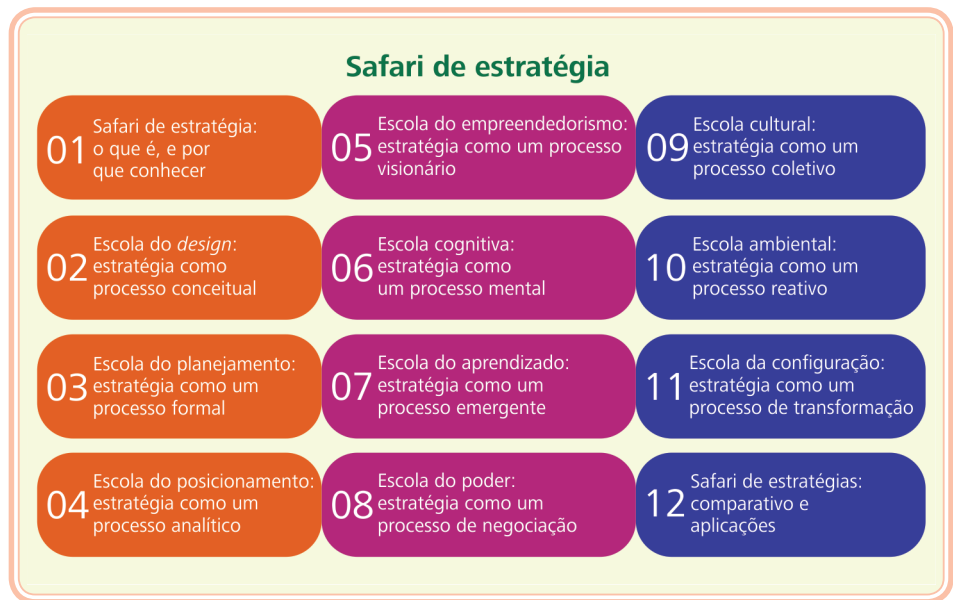 Safari de estratégia
01
Safari de estratégia:
o que é, e por
que conhecer
02
Escola do design:
estratégia como
processo conceitual
03
Escola do planejamento:
estratégia como um
processo formal
04
Escola do posicionamento:
estratégia como um
processo analítico
05
Escola do empreendedorismo:
estratégia como um processo
visionário
06
Escola cognitiva:
estratégia como
um processo mental
07
Escola do aprendizado:
estratégia como um
processo emergente
08
Escola do poder:
estratégia como um
processo de negociação
09
Escola cultural:
estratégia como um
processo coletivo
10
Escola ambiental:
estratégia como um
processo reativo
11
Escola da configuração:
estratégia como um
processo de transformação
12
Safari de estratégias:
comparativo e
aplicações